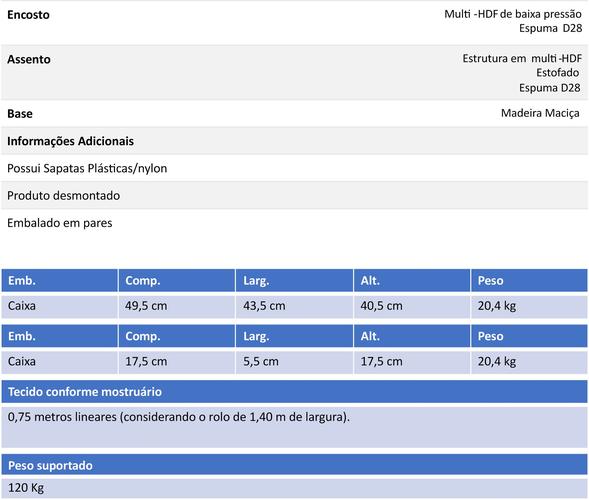 Encosto
Multi -HDF de baixa pressão
Espuma D28
Assento
Estrutura em multi -HDF
Estofado
Espuma D28
Base
Madeira Maciça
Informações Adicionais
Possui Sapatas Plásticas/nylon
Produto desmontado
Embalado em pares
Emb. Comp. Larg. Alt. Peso
Caixa 49,5 cm 43,5 cm 40,5 cm 20,4 kg
Emb. Comp. Larg. Alt. Peso
Caixa 17,5 cm 5,5 cm 17,5 cm 20,4 kg
Tecido conforme mostruário
0,75 metros lineares (considerando o rolo de 1,40 m de largura).
Peso suportado
120 Kg